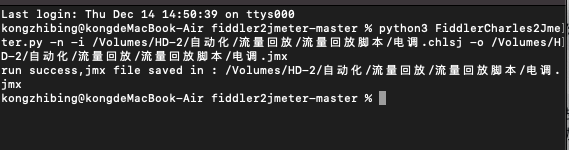 Last login: Thu Dec 14 14:50:39 on ttys000
kongzhibing@kongdeMacBook-Air fiddler2jmeter-master % python3 FiddlerCharles2Jme
ter.py -n -i /Volumes/HD-2/自动化/流量回放/流量回放脚本/电调.chlsj -o /Volumes/H
D-2/自动化/流量回放/流量回放脚本/电调.jmx
run success,jmx file saved in : /Volumes/HD-2/自动化/流量回放/流量回放脚本/电调.
jmx
kongzhibing@kongdeMacBook-Air fiddler2jmeter-master %